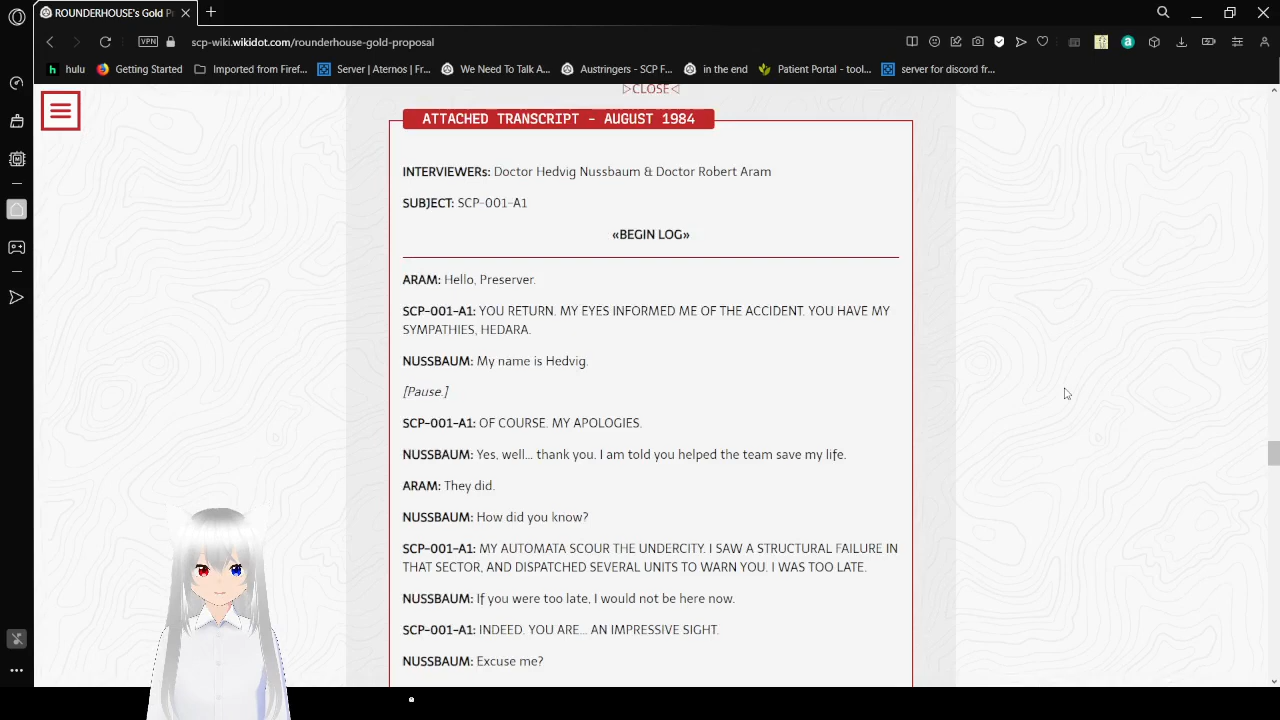 ROUNDERHOUSE's Gold P
VPN
scp-wiki.wikidot.com/rounderhouse-gold-proposal
h hulu Getting Started Imported from Firef... Server | Aternos | Fr... We Need To Talk A... Austringers - SCP F... in the end Patient Portal - tool... server for discord fr...
▷CLOSE◁
ATTACHED TRANSCRIPT - AUGUST 1984
INTERVIEWERs: Doctor Hedvig Nussbaum & Doctor Robert Aram
SUBJECT: SCP-001-A1
«BEGIN LOG»
ARAM: Hello, Preserver.
SCP-001-A1: YOU RETURN. MY EYES INFORMED ME OF THE ACCIDENT. YOU HAVE MY
SYMPATHIES, HEDARA.
NUSSBAUM: My name is Hedvig.
[Pause.]
SCP-001-A1: OF COURSE. MY APOLOGIES.
NUSSBAUM: Yes, well... thank you. I am told you helped the team save my life.
ARAM: They did.
NUSSBAUM: How did you know?
SCP-001-A1: MY AUTOMATA SCOUR THE UNDERCITY. I SAW A STRUCTURAL FAILURE IN
THAT SECTOR, AND DISPATCHED SEVERAL UNITS TO WARN YOU. I WAS TOO LATE.
NUSSBAUM: If you were too late, I would not be here now.
SCP-001-A1: INDEED. YOU ARE... AN IMPRESSIVE SIGHT.
NUSSBAUM: Excuse me?